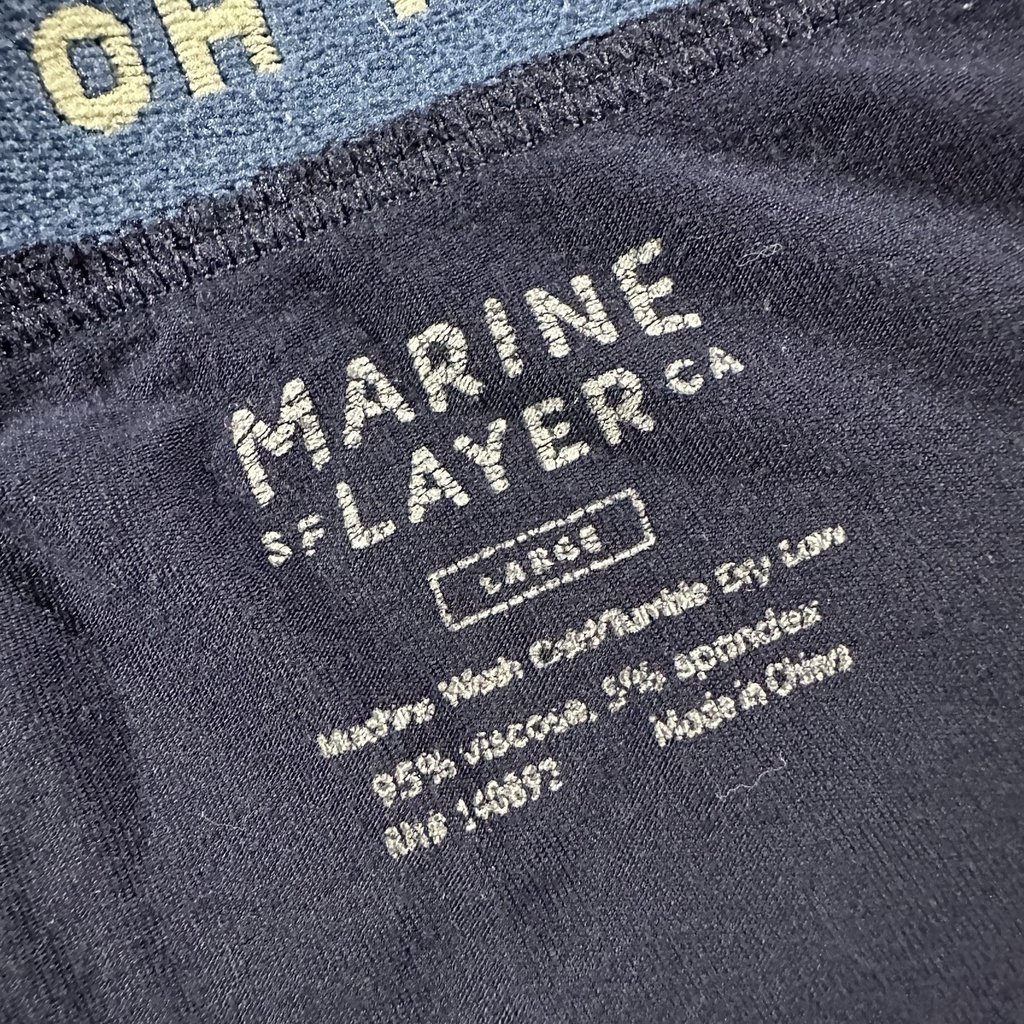 OH
MARINE
SF LAYER CA
LARGE
Machine Wash Cold/Tumble Dry Low
95% viscose, 5% spandex
RN# Made in China